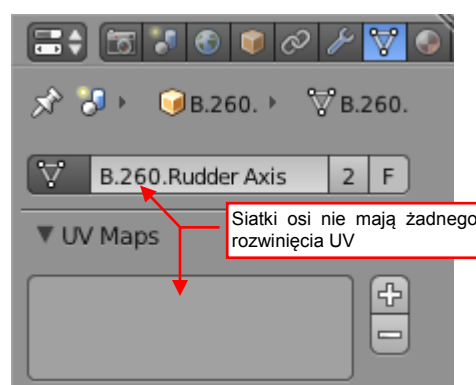 B.260. B.260.
B.260.Rudder Axis 2 F
Siatki osi nie mają żadnego
rozwinięcia UV
UV Maps